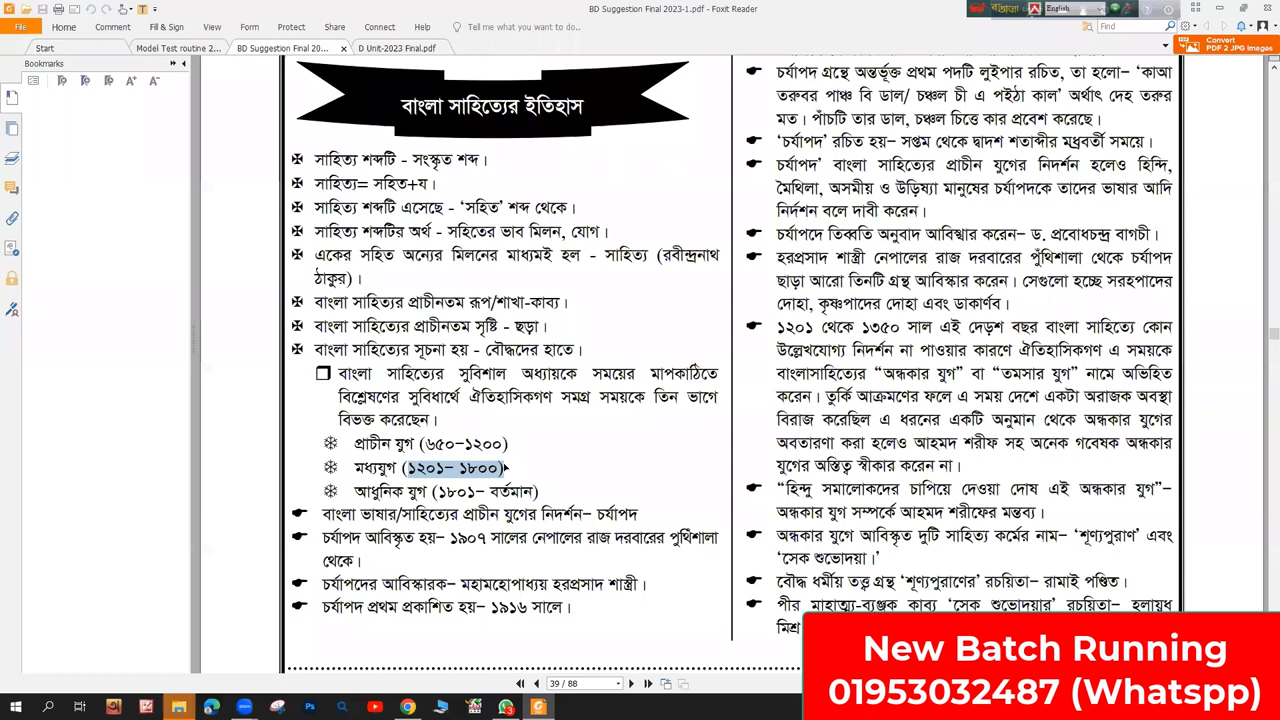 BD Suggestion Final 2023-1.pdf - Foxit Reader
English
File
Home
Comment
Fill & Sign
View
Form
Protect
Share
Connect
Help
Tell me what you want to do...
Find
Start
Model Test routine 2...
BD Suggestion Final 20...
D Unit-2023 Final.pdf
Convert
PDF 2 JPG Images
Bookmarks
বাংলা সাহিত্যের ইতিহাস
সাহিত্য শব্দটি - সংস্কৃত শব্দ।
সাহিত্য= সহিত+য।
সাহিত্য শব্দটি এসেছে - ‘সহিত’ শব্দ থেকে।
সাহিত্য শব্দটির অর্থ - সহিতের ভাব মিলন, যোগ।
একের সহিত অন্যের মিলনের মাধ্যমই হল - সাহিত্য (রবীন্দ্রনাথ
ঠাকুর)।
বাংলা সাহিত্যর প্রাচীনতম রূপ/শাখা-কাব্য।
বাংলা সাহিত্যের প্রাচীনতম সৃষ্টি - ছড়া।
বাংলা সাহিত্যের সূচনা হয় - বৌদ্ধদের হাতে।
বাংলা সাহিত্যের সুবিশাল অধ্যায়কে সময়ের মাপকাঠিতে
বিশ্লেষণের সুবিধার্থে ঐতিহাসিকগণ সমগ্র সময়কে তিন ভাগে
বিভক্ত করেছেন।
প্রাচীন যুগ (৬৫০-১২০০)
মধ্যযুগ (১২০১- ১৮০০)
আধুনিক যুগ (১৮০১- বর্তমান)
বাংলা ভাষার/সাহিত্যের প্রাচীন যুগের নিদর্শন- চর্যাপদ
চর্যাপদ আবিস্কৃত হয়- ১৯০৭ সালের নেপালের রাজ দরবারের পুথিঁশালা
থেকে।
চর্যাপদের আবিস্কারক- মহামহোপাধ্যয় হরপ্রসাদ শাস্ত্রী।
চর্যাপদ প্রথম প্রকাশিত হয়- ১৯১৬ সালে।
চর্যাপদ গ্রন্থে অন্তর্ভূক্ত প্রথম পদটি লুইপার রচিত, তা হলো- ‘কাআ
তরুবর পাঞ্চ বি ডাল/ চঞ্চল চী এ পইঠা কাল’ অর্থাৎ দেহ তরুর
মত। পাঁচটি তার ডাল, চঞ্চল চিত্তে কার প্রবেশ করেছে।
‘চর্যাপদ’ রচিত হয়- সপ্তম থেকে দ্বাদশ শতাব্দীর মধ্রবর্তী সময়ে।
চর্যাপদ’ বাংলা সাহিত্যের প্রাচীন যুগের নিদর্শন হলেও হিন্দি,
মৈথিলা, অসমীয় ও উড়িষ্যা মানুষের চর্যাপদকে তাদের ভাষার আদি
নির্দশন বলে দাবী করেন।
চর্যাপদে তিব্বতি অনুবাদ আবিষ্খার করেন- ড. প্রবোধচন্দ্র বাগচী।
হরপ্রসাদ শাস্ত্রী নেপালের রাজ দরবারের পুঁথিশালা থেকে চর্যাপদ
ছাড়া আরো তিনটি গ্রন্থ আবিস্কার করেন। সেগুলো হচ্ছে সরহপাদের
দোহা, কৃষ্ণপাদের দোহা এবং ডাকার্ণব।
১২০১ থেকে ১৩৫০ সাল এই দেড়শ বছর বাংলা সাহিত্যে কোন
উল্লেখযোগ্য নিদর্শন না পাওয়ার কারণে ঐতিহাসিকগণ এ সময়কে
বাংলাসাহিত্যের “অন্ধকার যুগ” বা “তমসার যুগ” নামে অভিহিত
করেন। তুর্কি আক্রমণের ফলে এ সময় দেশে একটা অরাজক অবস্থা
বিরাজ করেছিল এ ধরনের একটি অনুমান থেকে অন্ধকার যুগের
অবতারণা করা হলেও আহমদ শরীফ সহ অনেক গবেষক অন্ধকার
যুগের অস্তিত্ব স্বীকার করেন না।
“হিন্দু সমালোকদের চাপিয়ে দেওয়া দোষ এই অন্ধকার যুগ”-
অন্ধকার যুগ সম্পর্কে আহমদ শরীফের মন্তব্য।
অন্ধকার যুগে আবিস্কৃত দুটি সাহিত্য কর্মের নাম- ‘শূণ্যপুরাণ’ এবং
‘সেক শুভোদয়া।’
বৌদ্ধ ধর্মীয় তত্ত্ব গ্রন্থ ‘শূণ্যপুরাণের’ রচয়িতা- রামাই পণ্ডিত।
পীর মাহাত্ম্য-ব্যঞ্জক কাব্য ‘সেক শুভোদয়ার’ রচয়িতা- হলায়ুধ
মিশ্র
39 / 88
New Batch Running
01953032487 (Whatspp)